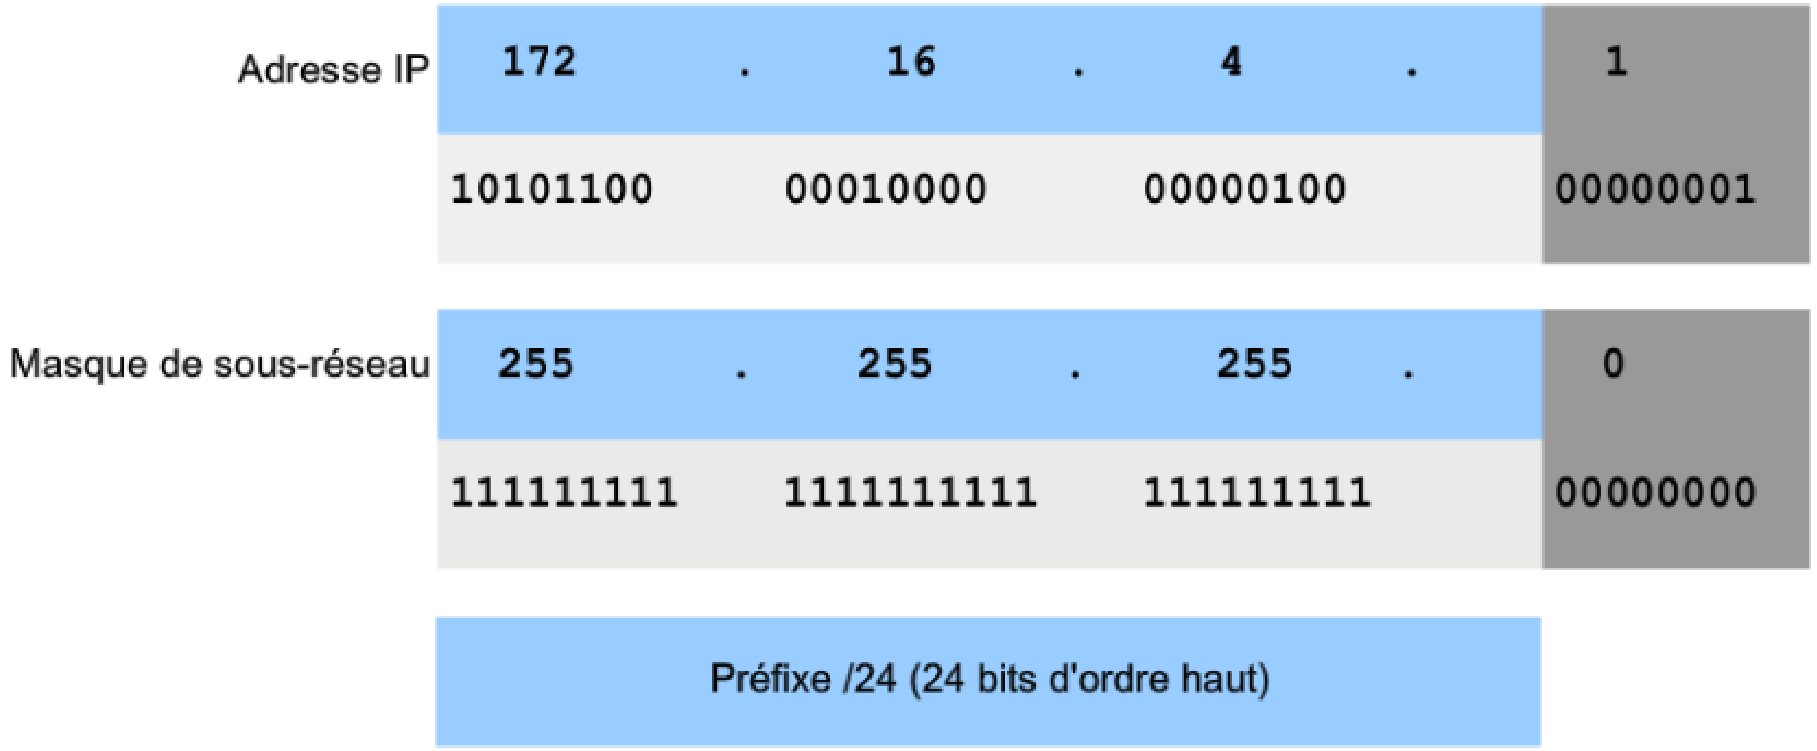 Adresse IP 172 . 16 . 4 . 1
10101100 00010000 00000100 00000001
Masque de sous-réseau 255 . 255 . 255 . 0
111111111 1111111111 111111111 00000000
Préfixe /24 (24 bits d'ordre haut)